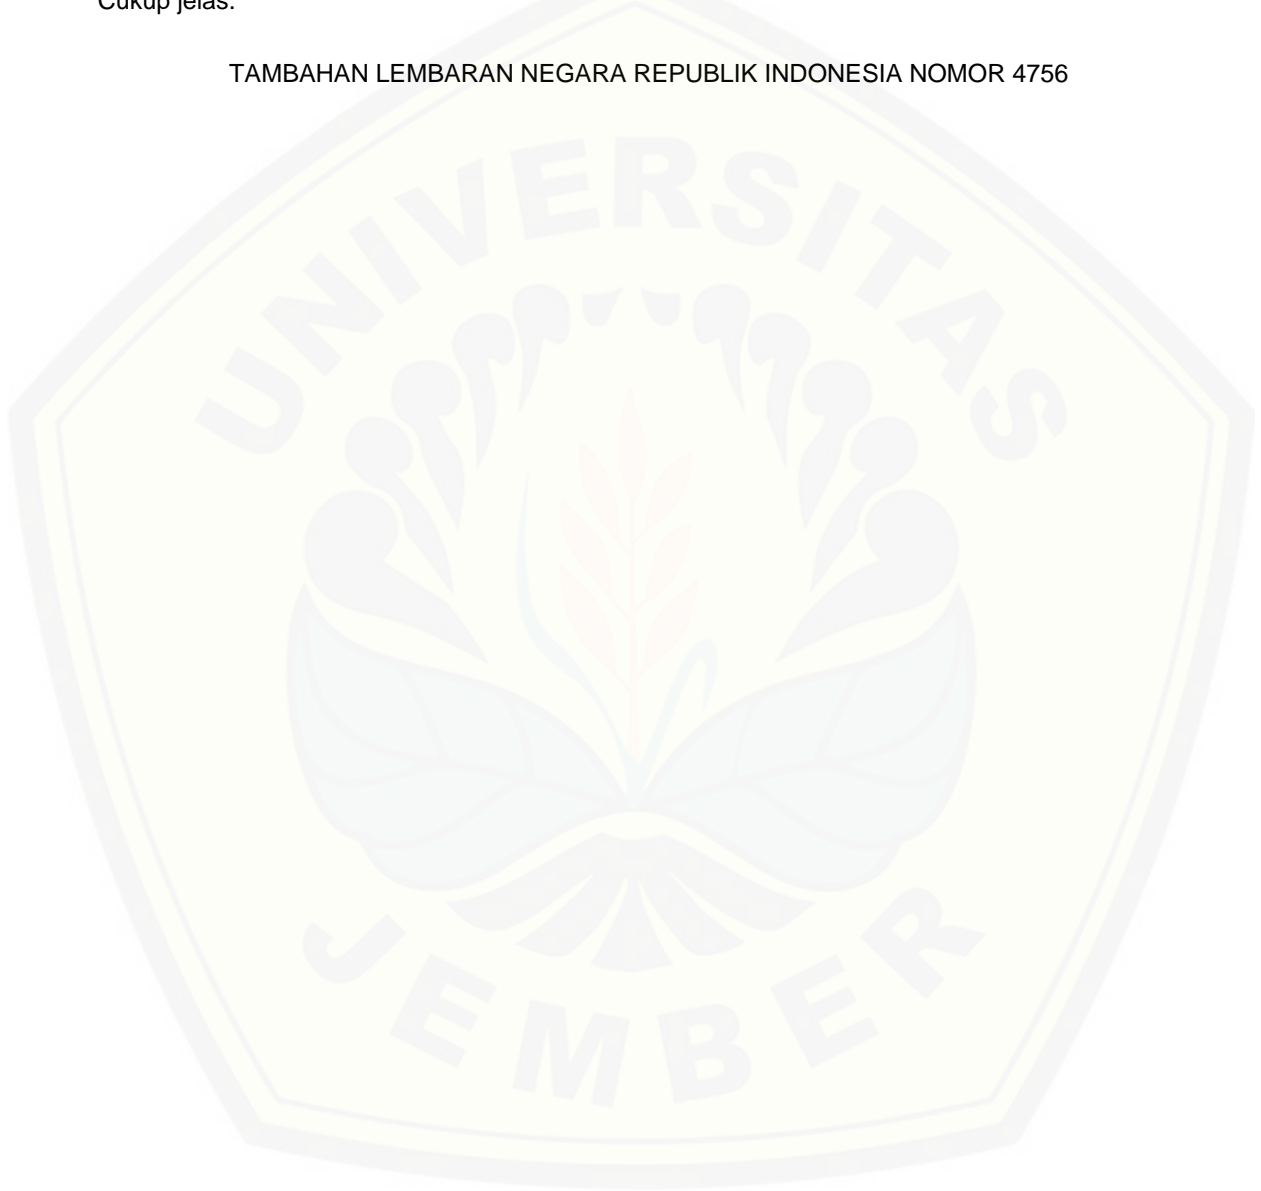 Cukup jelas.
TAMBAHAN LEMBARAN NEGARA REPUBLIK INDONESIA NOMOR 4756
UNIVERSITAS
JEMBER